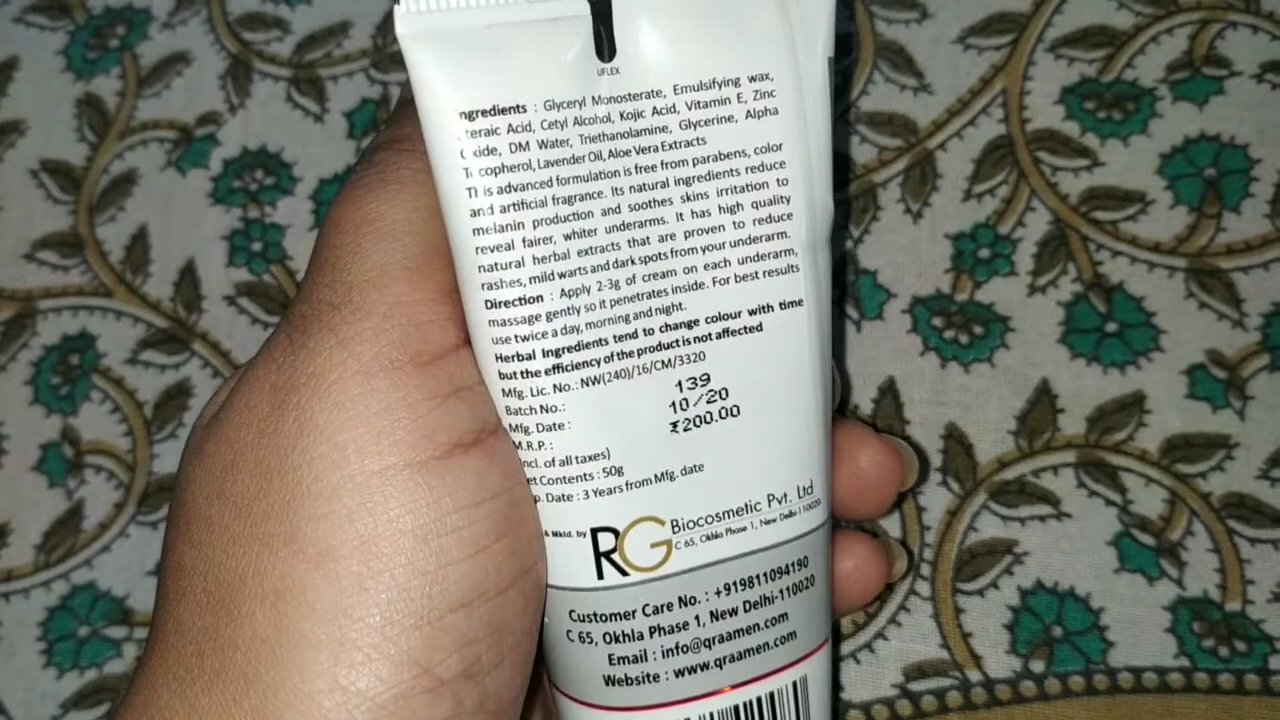 UFLEX
ngredients : Glyceryl Monosterate, Emulsifying wax,
teraic Acid, Cetyl Alcohol, Kojic Acid, Vitamin E, Zinc
xide, DM Water, Triethanolamine, Glycerine, Alpha
copherol, Lavender Oil, Aloe Vera Extracts
is advanced formulation is free from parabens, color
and artificial fragrance. Its natural ingredients reduce
melanin production and soothes skins irritation to
reveal fairer, whiter underarms. It has high quality
natural herbal extracts that are proven to reduce
rashes, mild warts and dark spots from your underarm.
Direction : Apply 2-3g of cream on each underarm,
massage gently so it penetrates inside. For best results
use twice a day, morning and night.
Herbal Ingredients tend to change colour with time
but the efficiency of the product is not affected
Mfg. Lic. No.: NW(240)/16/CM/3320
Batch No.: 139
Mfg. Date : 10/20
M.R.P. : ₹200.00
ncl. of all taxes)
et Contents : 50g
p. Date : 3 Years from Mfg. date
& Mktd. by RG Biocosmetic Pvt. Ltd
C 65, Okhla Phase 1, New Delhi-110020
Customer Care No. : +919811094190
C 65, Okhla Phase 1, New Delhi-110020
Email : info@qraamen.com
Website : www.qraamen.com